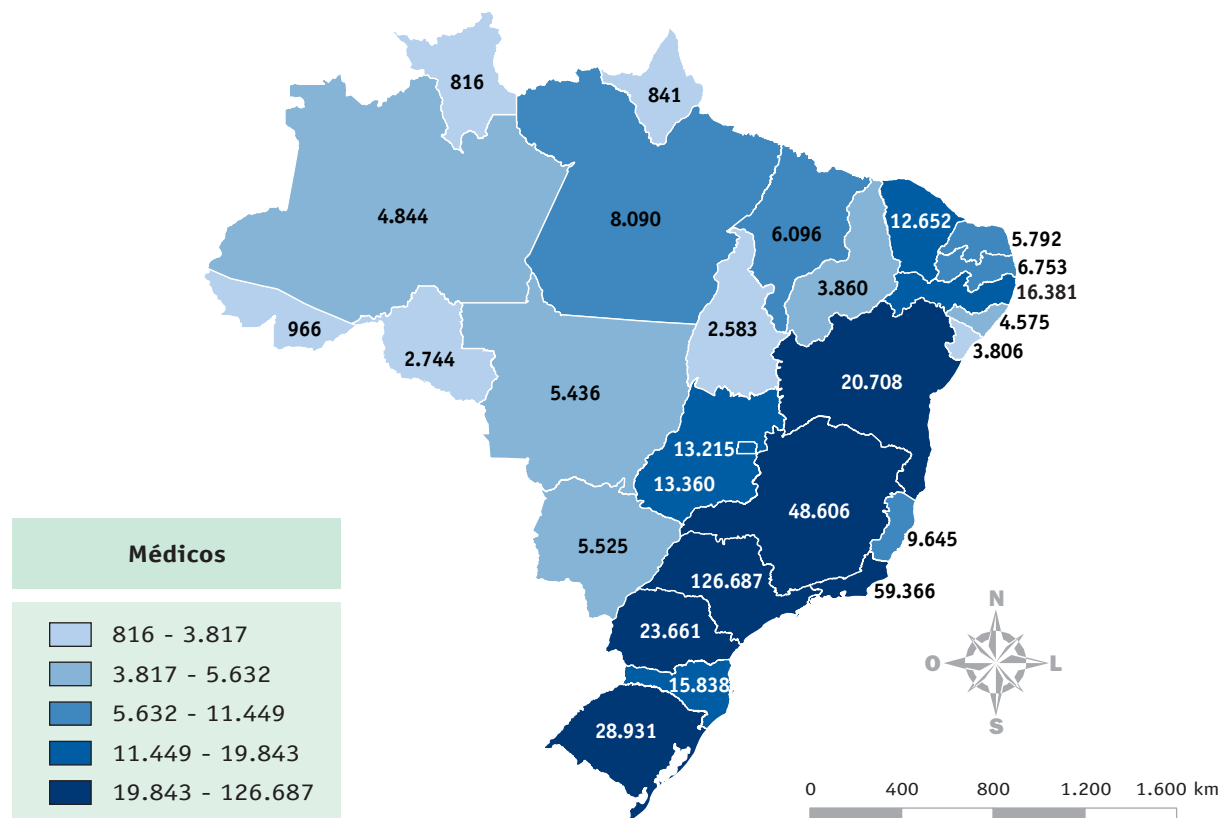 816
841
4.844
8.090
6.096
12.652
5.792
6.753
16.381
3.860
4.575
3.806
966
2.744
2.583
5.436
20.708
13.215
13.360
48.606
5.525
9.645
126.687
59.366
23.661
15.838
28.931
Médicos
816 - 3.817
3.817 - 5.632
5.632 - 11.449
11.449 - 19.843
19.843 - 126.687
N
O
L
S
0 400 800 1.200 1.600 km